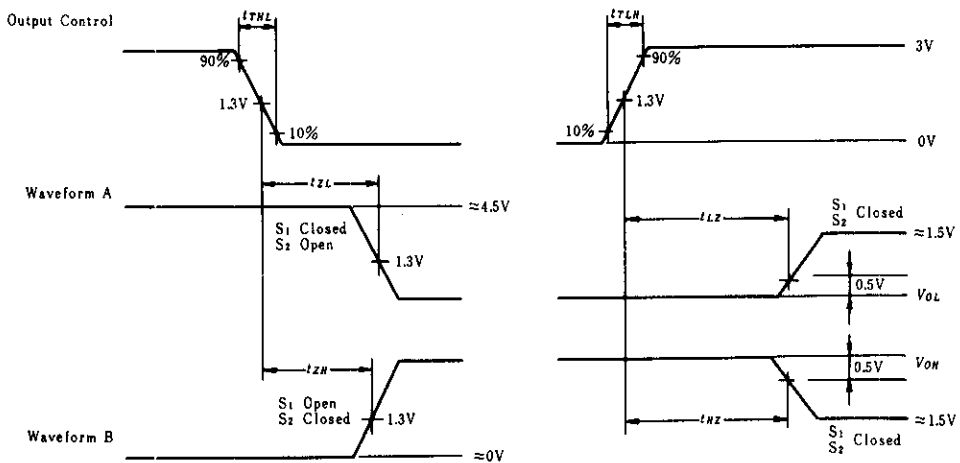 Output Control
tTHL
tTLH
90%
1.3V
10%
3V
90%
1.3V
10%
0V
Waveform A
tZL
≈4.5V
S1 Closed
S2 Open
1.3V
tLZ
S1
S2 Closed
≈1.5V
0.5V
VOL
tZH
S1 Open
S2 Closed
1.3V
Waveform B
≈0V
VOH
0.5V
tHZ
≈1.5V
S1
S2 Closed